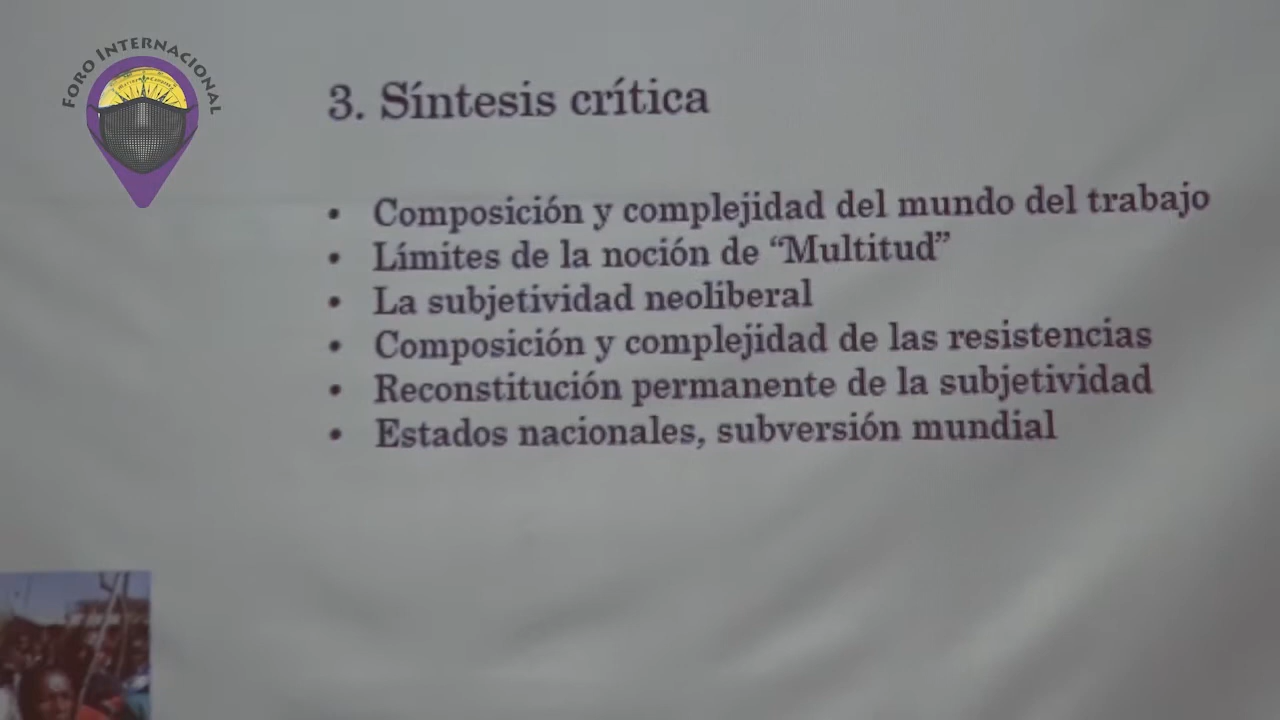 FORO INTERNACIONAL
3. Síntesis crítica
• Composición y complejidad del mundo del trabajo
• Límites de la noción de “Multitud”
• La subjetividad neoliberal
• Composición y complejidad de las resistencias
• Reconstitución permanente de la subjetividad
• Estados nacionales, subversión mundial